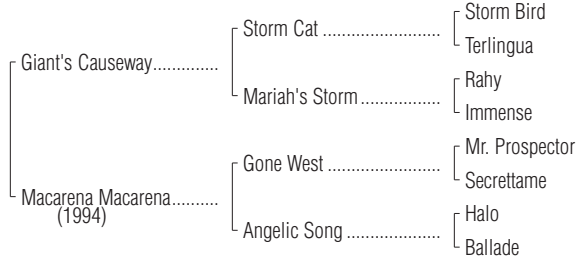 Storm Bird
Storm Cat ........................
Terlingua
Giant's Causeway..............
Rahy
Mariah's Storm .................
Immense
Mr. Prospector
Gone West .......................
Secrettame
Macarena Macarena..........
(1994)
Halo
Angelic Song ...................
Ballade